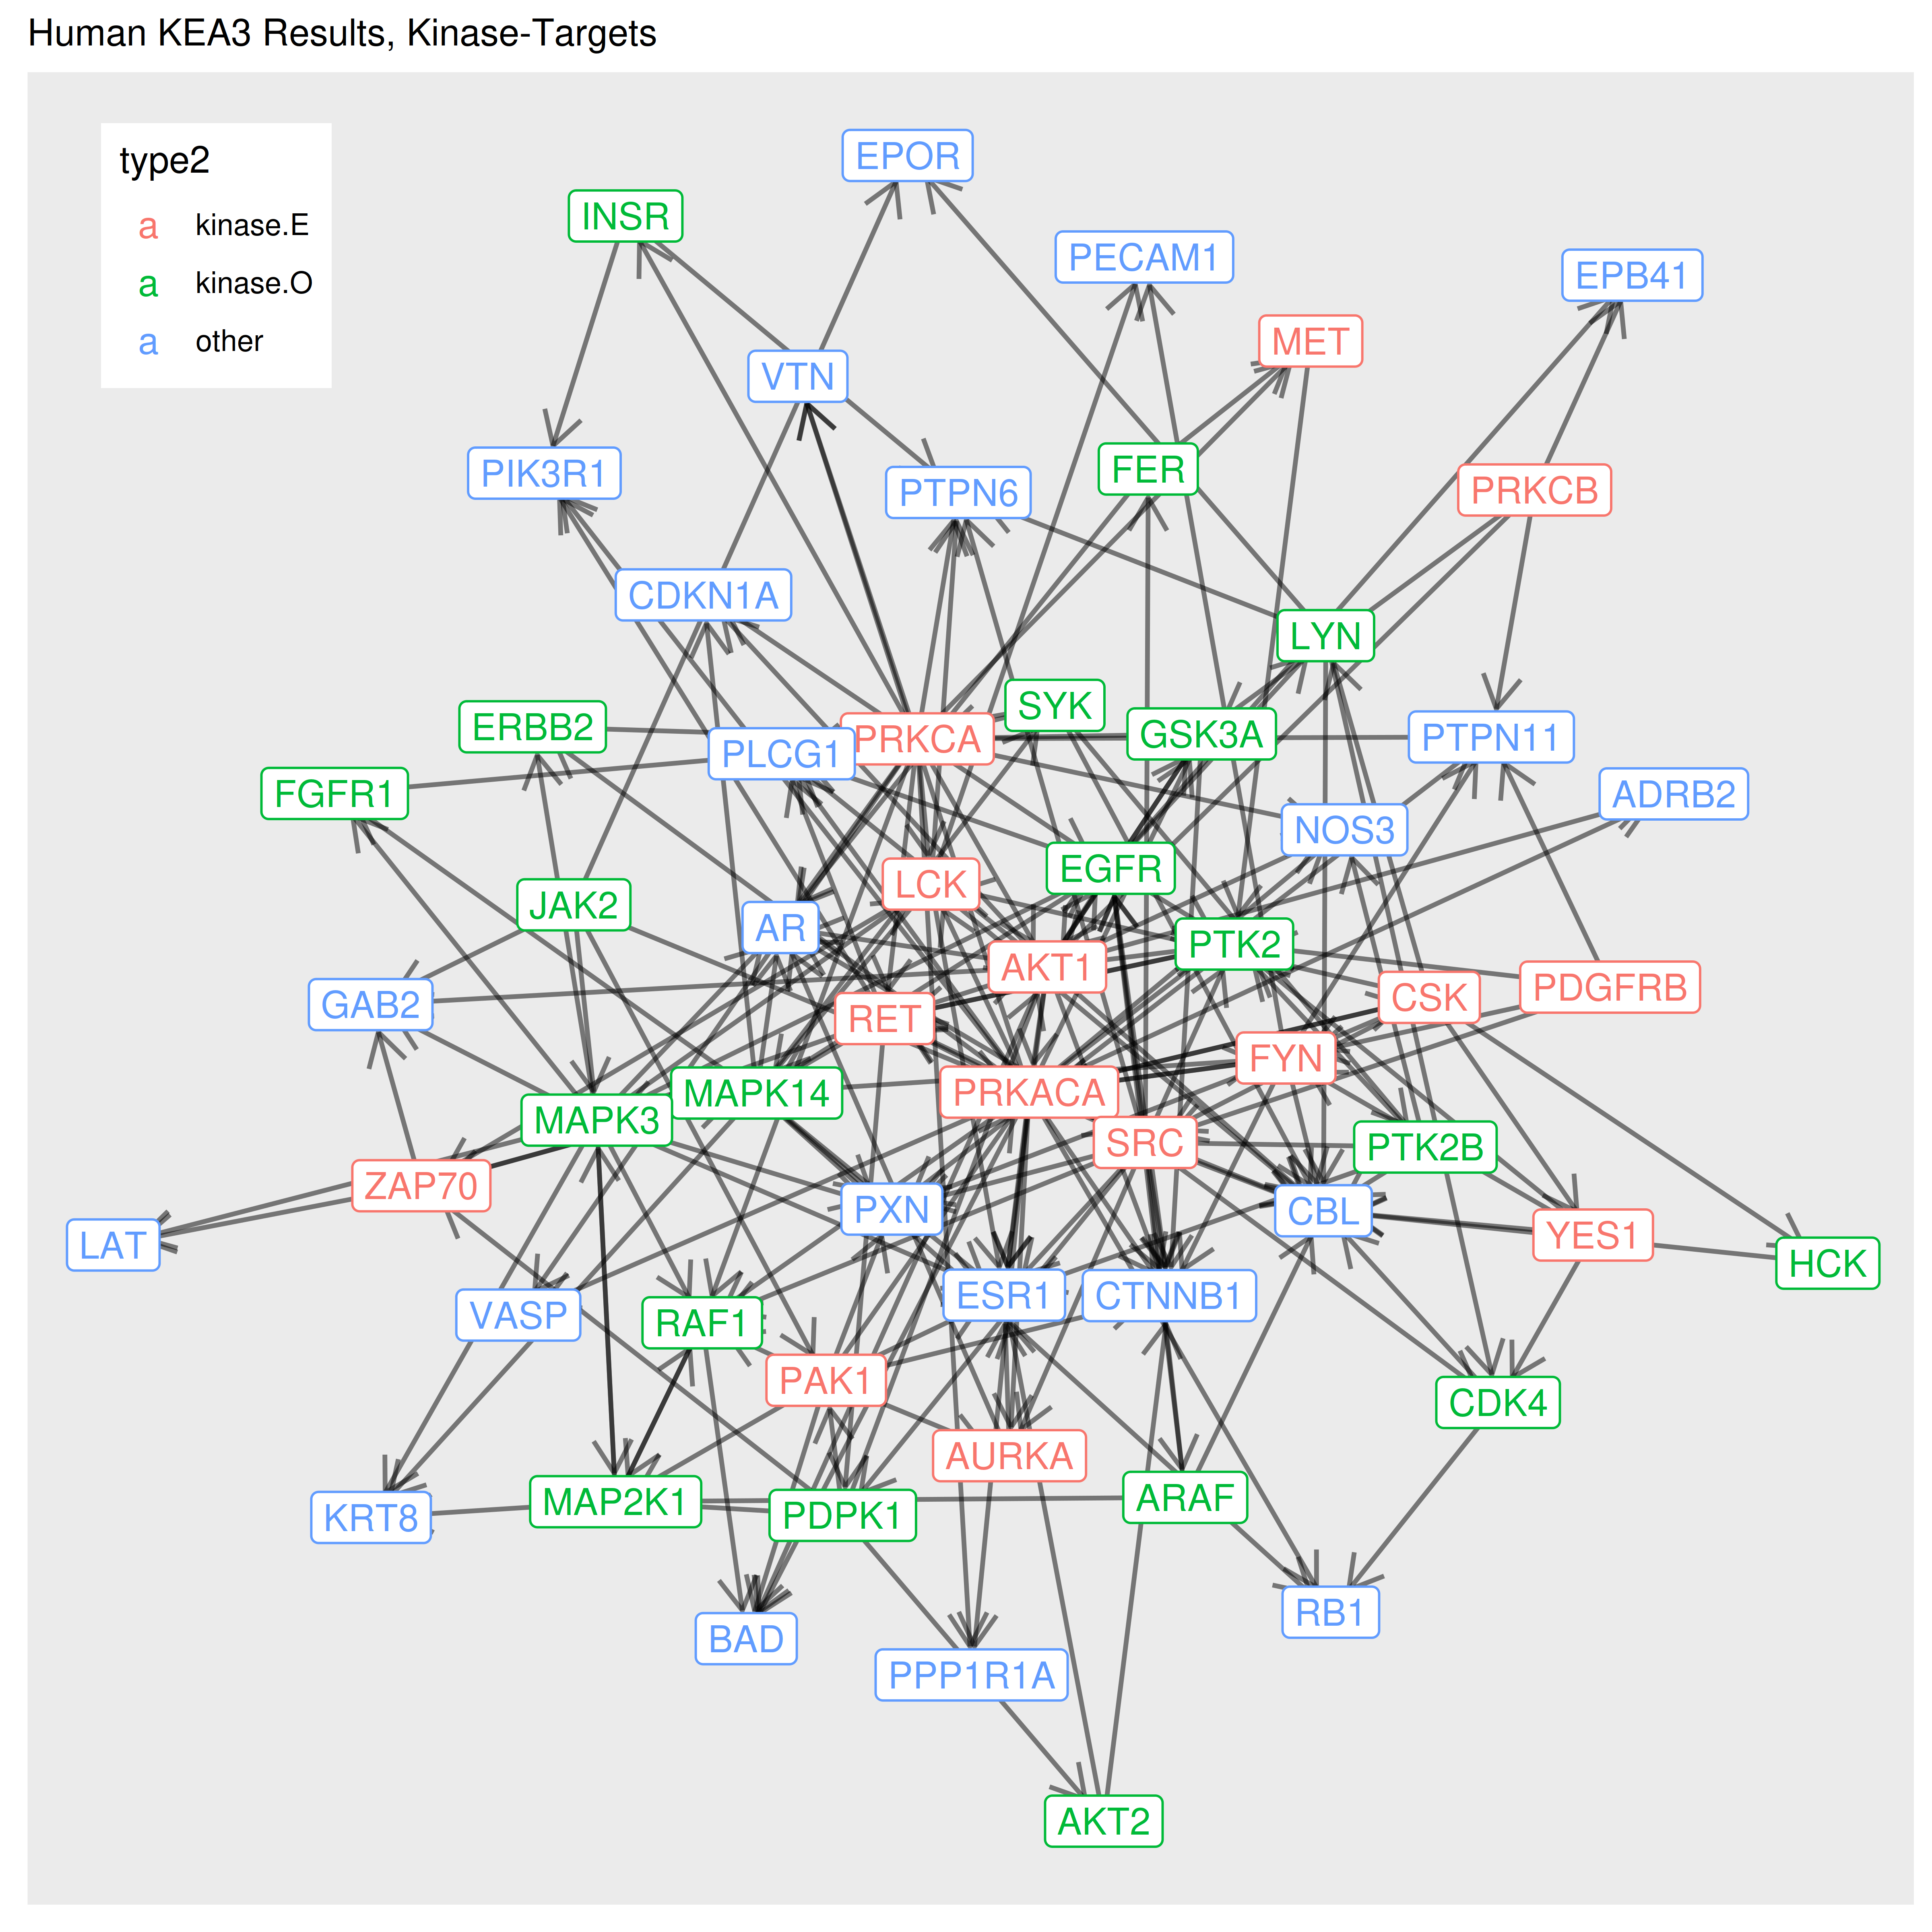 Human KEA3 Results, Kinase-Targets
type2
a kinase.E
a kinase.O
a other
EPOR
INSR
PECAM1
EPB41
MET
VTN
FER
PIK3R1
PTPN6
PRKCB
CDKN1A
LYN
SYK
ERBB2
PLCG1
PRKCA
GSK3A
PTPN11
FGFR1
ADRB2
NOS3
EGFR
LCK
JAK2
AR
PTK2
AKT1
PDGFRB
CSK
GAB2
RET
FYN
MAPK14
PRKACA
MAPK3
SRC
PTK2B
ZAP70
PXN
CBL
YES1
LAT
HCK
ESR1
CTNNB1
VASP
RAF1
PAK1
CDK4
AURKA
ARAF
MAP2K1
PDPK1
KRT8
RB1
BAD
PPP1R1A
AKT2